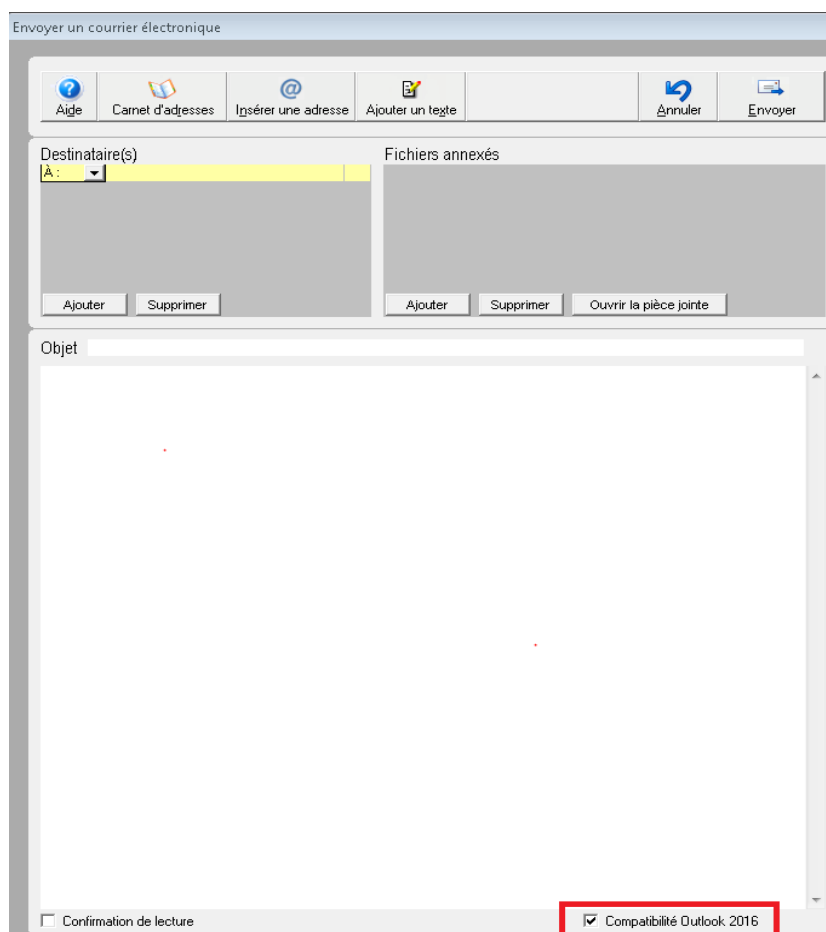 Envoyer un courrier électronique
Aide Carnet d'adresses Insérer une adresse Ajouter un texte Annuler Envoyer
Destinataire(s) Fichiers annexés
À :
Ajouter Supprimer Ajouter Supprimer Ouvrir la pièce jointe
Objet
Confirmation de lecture Compatibilité Outlook 2016